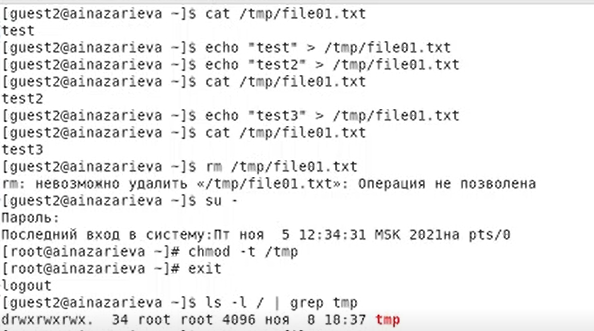 [guest2@ainazarieva ~]$ cat /tmp/file01.txt
test
[guest2@ainazarieva ~]$ echo "test" > /tmp/file01.txt
[guest2@ainazarieva ~]$ echo "test2" > /tmp/file01.txt
[guest2@ainazarieva ~]$ cat /tmp/file01.txt
test2
[guest2@ainazarieva ~]$ echo "test3" > /tmp/file01.txt
[guest2@ainazarieva ~]$ cat /tmp/file01.txt
test3
[guest2@ainazarieva ~]$ rm /tmp/file01.txt
rm: невозможно удалить «/tmp/file01.txt»: Операция не позволена
[guest2@ainazarieva ~]$ su -
Пароль:
Последний вход в систему:Пт ноя  5 12:34:31 MSK 2021на pts/0
[root@ainazarieva ~]# chmod -t /tmp
[root@ainazarieva ~]# exit
logout
[guest2@ainazarieva ~]$ ls -l / | grep tmp
drwxrwxrwx.  34 root root 4096 ноя  8 18:37 tmp